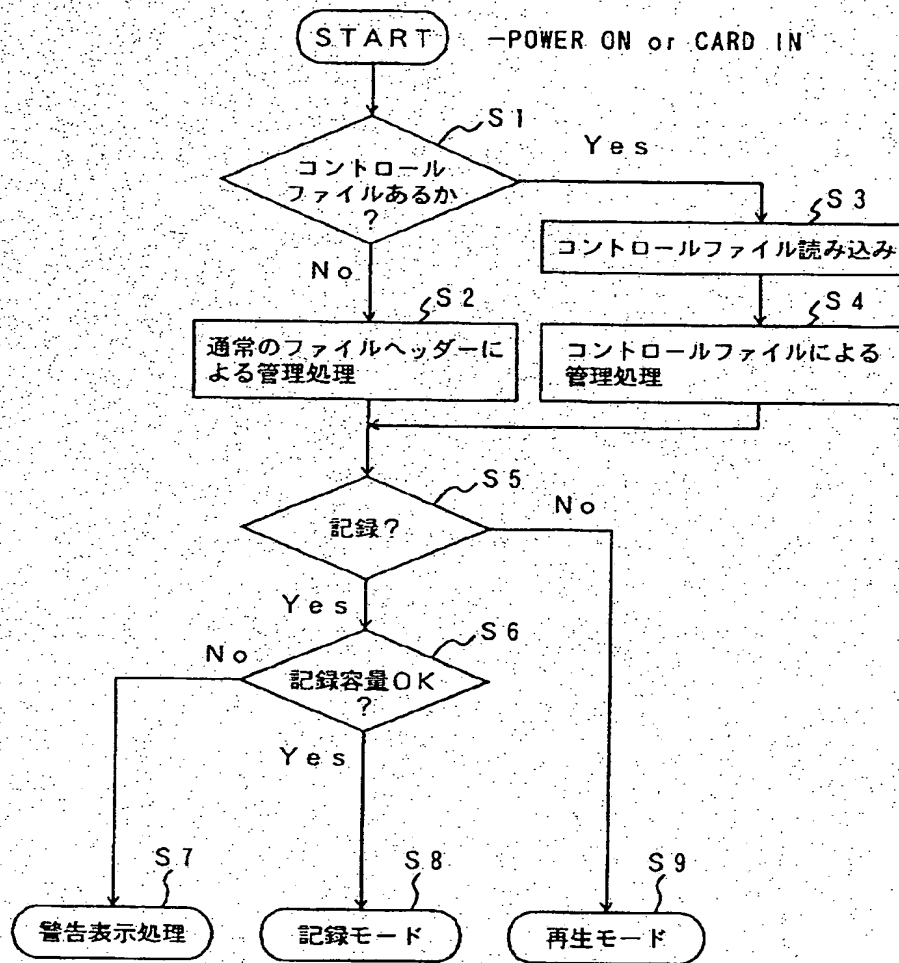 START
-POWER ON or CARD IN
S1
コントロール
ファイルあるか
?
Yes
No
S3
コントロールファイル読み込み
S2
通常のファイルヘッダーに
よる管理処理
S4
コントロールファイルによる
管理処理
S5
記録?
No
Yes
S6
記録容量OK
?
No
Yes
S7
警告表示処理
S8
記録モード
S9
再生モード